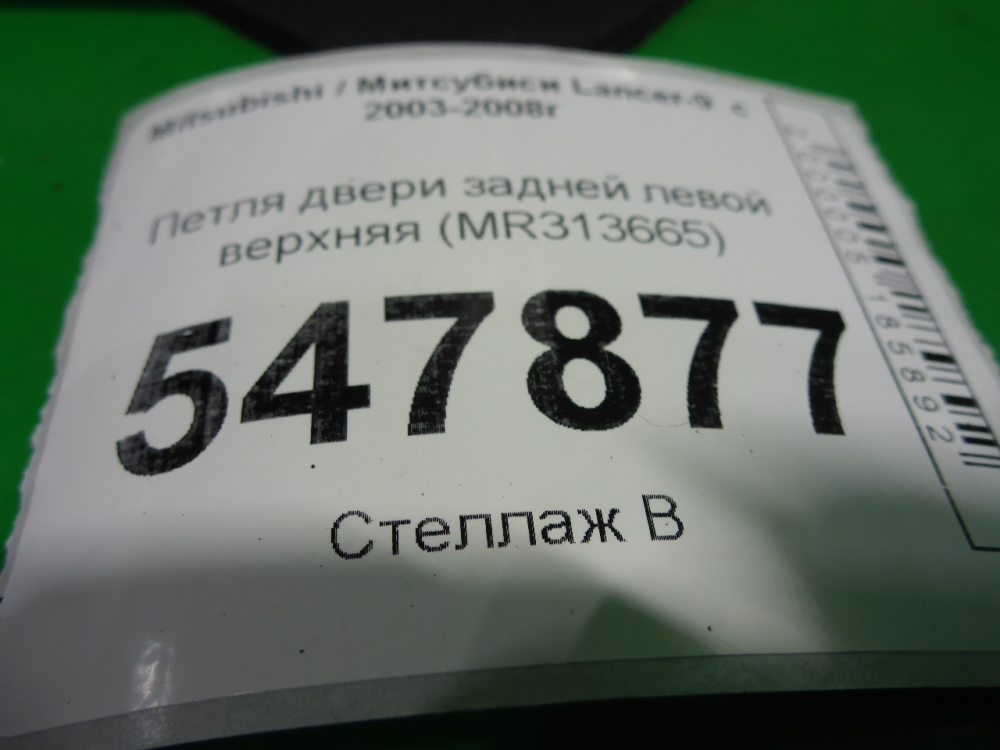 Mitsubishi / Митсубиси Lancer-9 с
2003-2008г
Петля двери задней левой
верхняя (MR313665)
547877
Стеллаж В